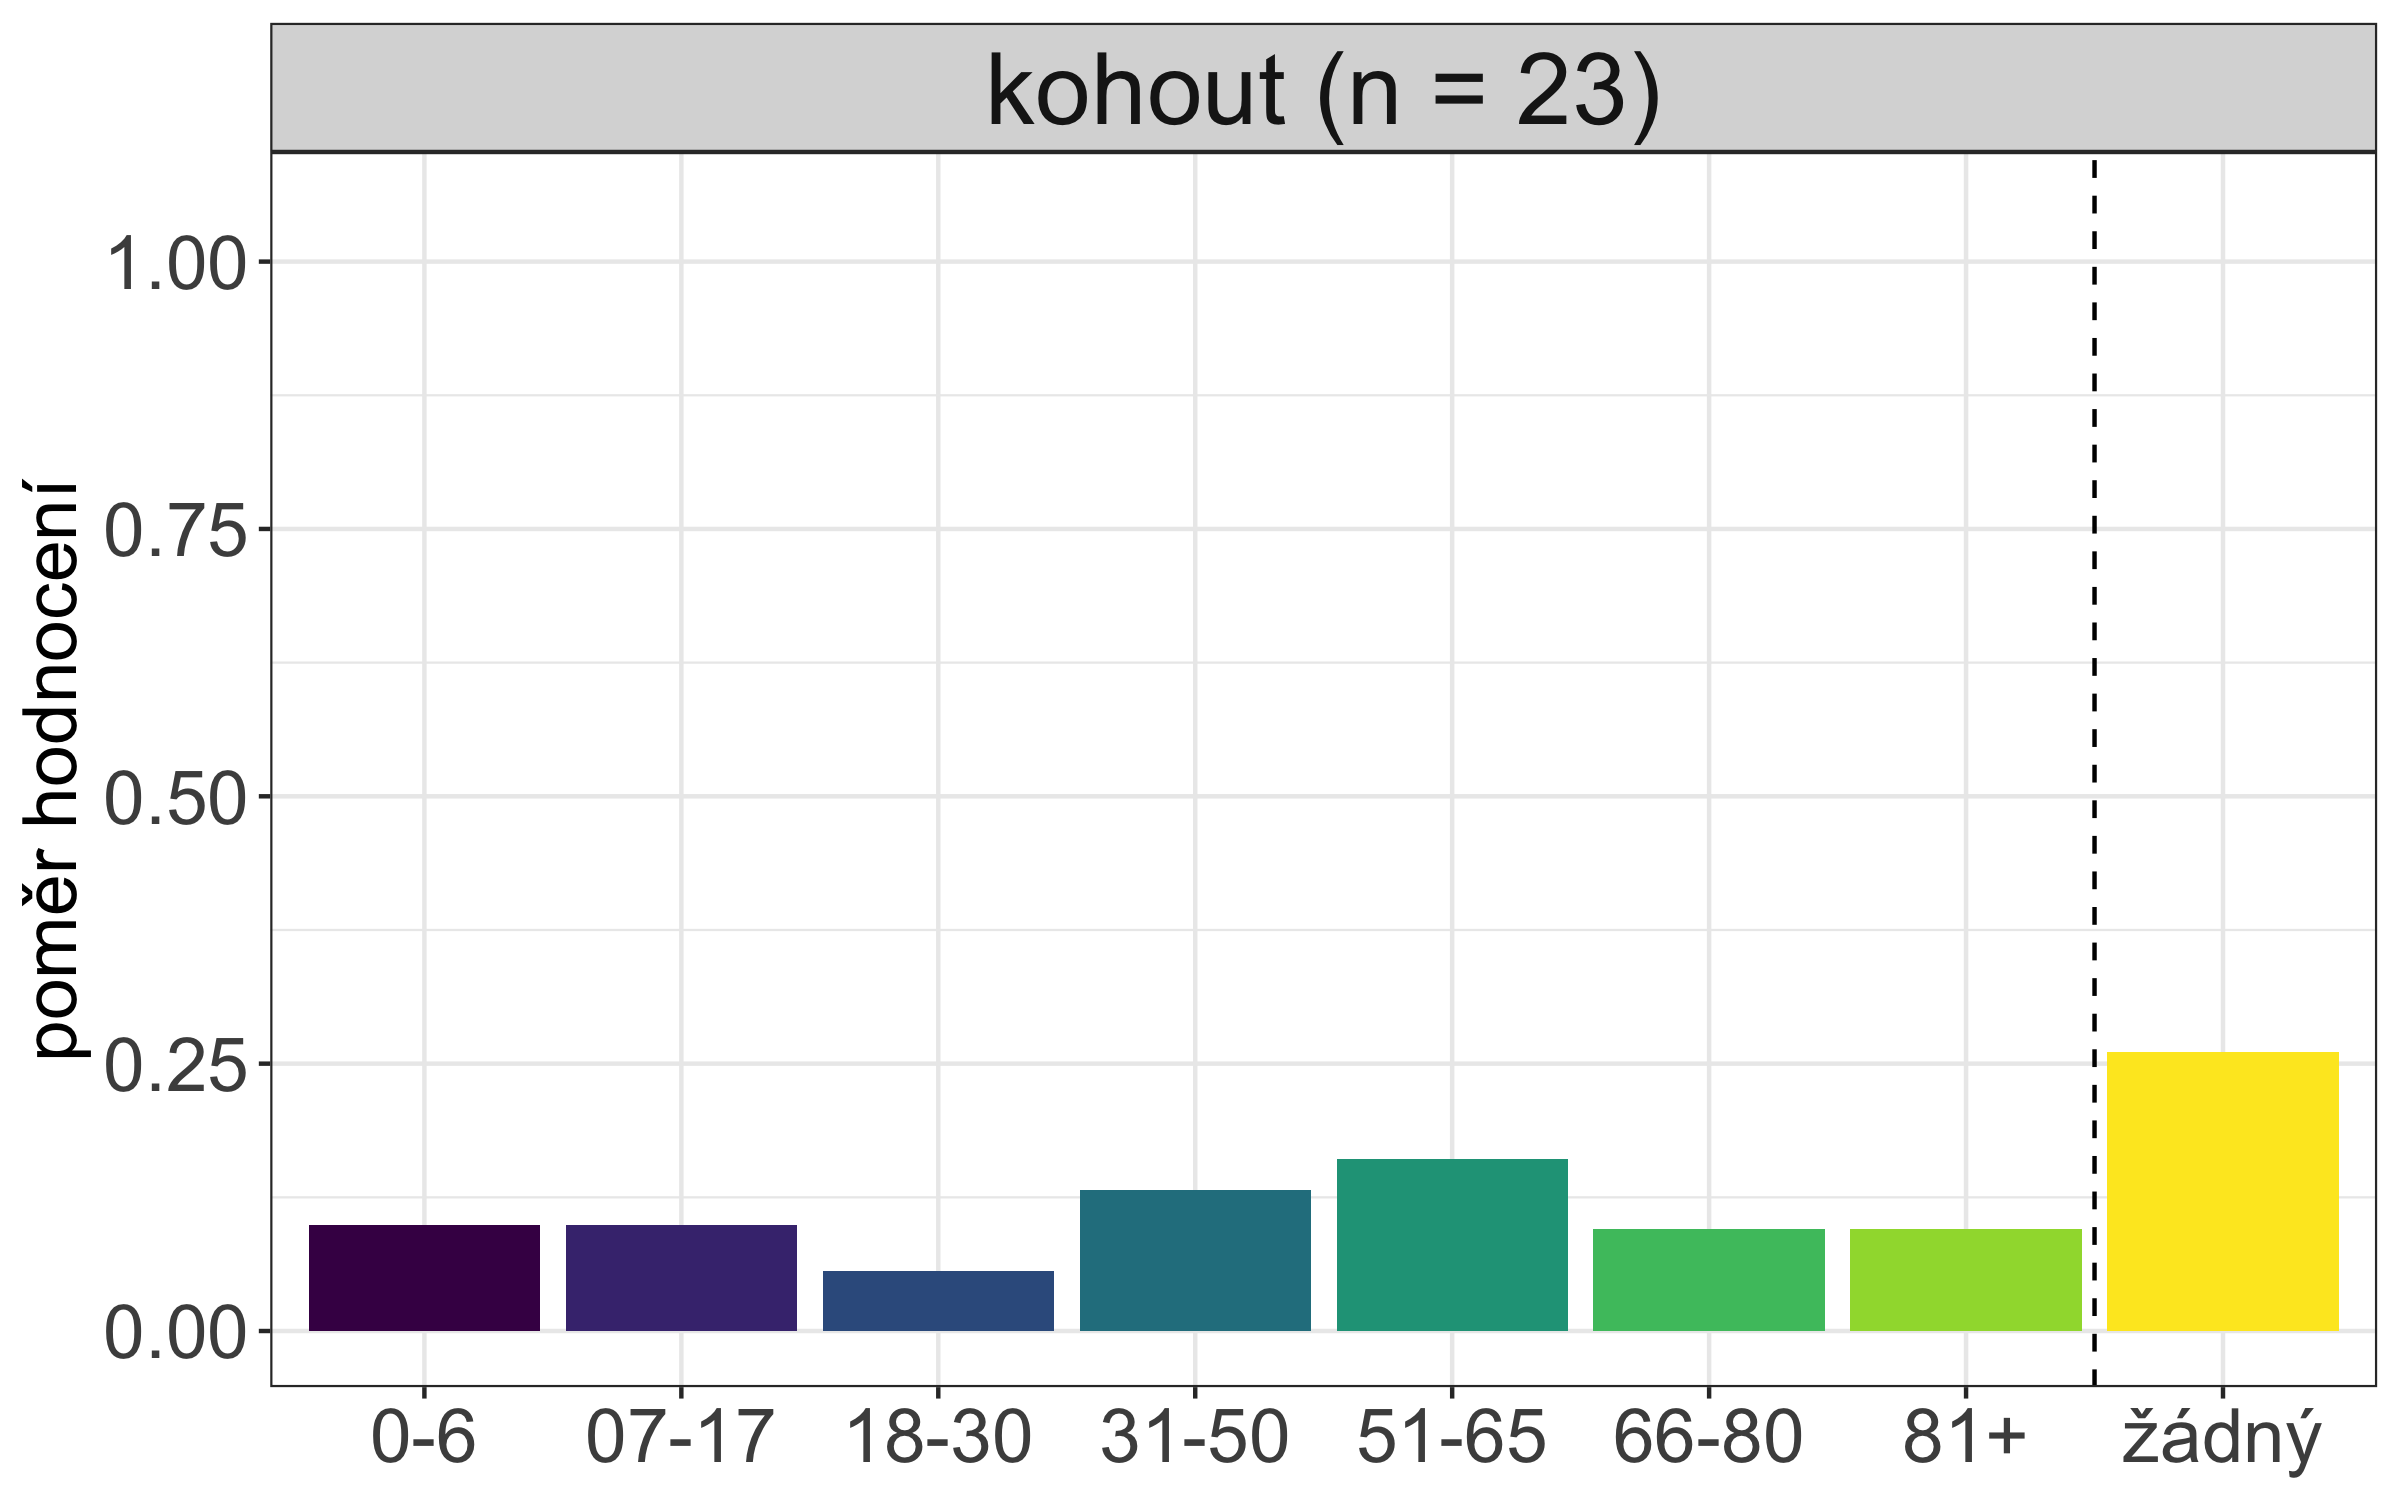 kohout (n = 23)
poměr hodnocení
1.00
0.75
0.50
0.25
0.00
0-6 07-17 18-30 31-50 51-65 66-80 81+ žádný